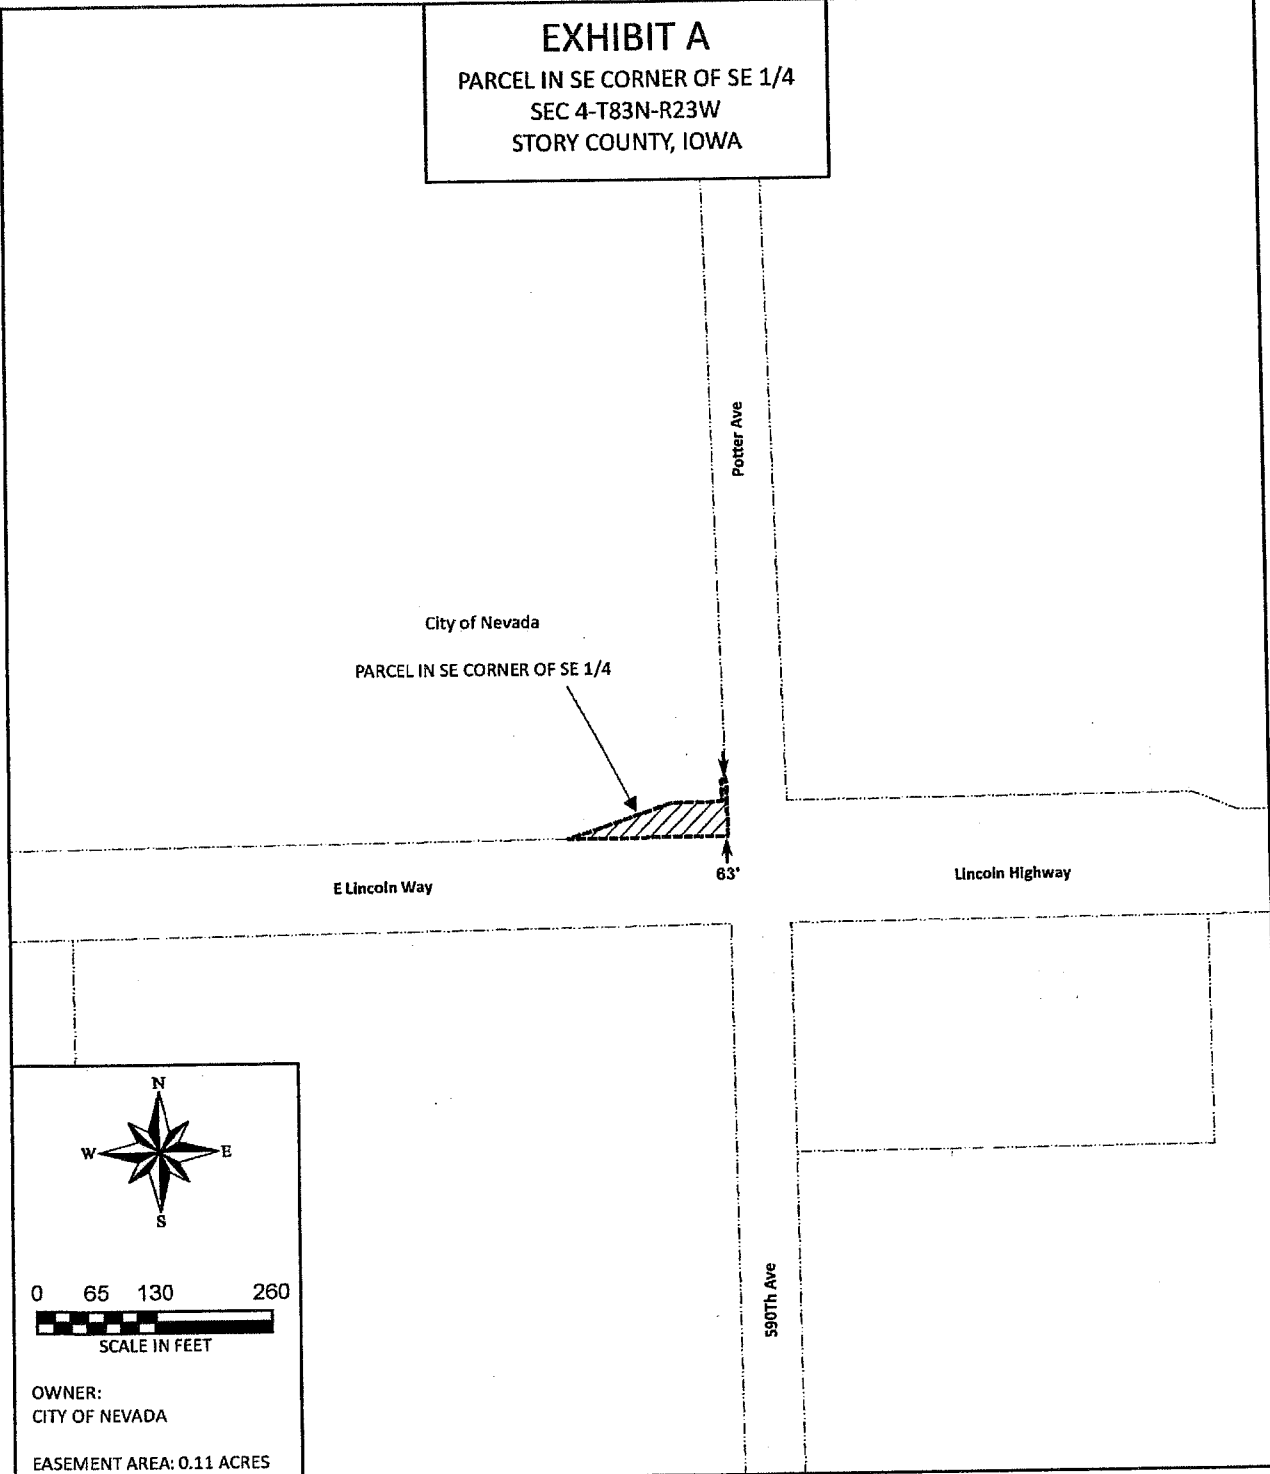 EXHIBIT A
PARCEL IN SE CORNER OF SE 1/4
SEC 4-T83N-R23W
STORY COUNTY, IOWA
Potter Ave
City of Nevada
PARCEL IN SE CORNER OF SE 1/4
63'
E Lincoln Way
Lincoln Highway
590Th Ave
N
W E
S
0 65 130 260
SCALE IN FEET
OWNER:
CITY OF NEVADA
EASEMENT AREA: 0.11 ACRES